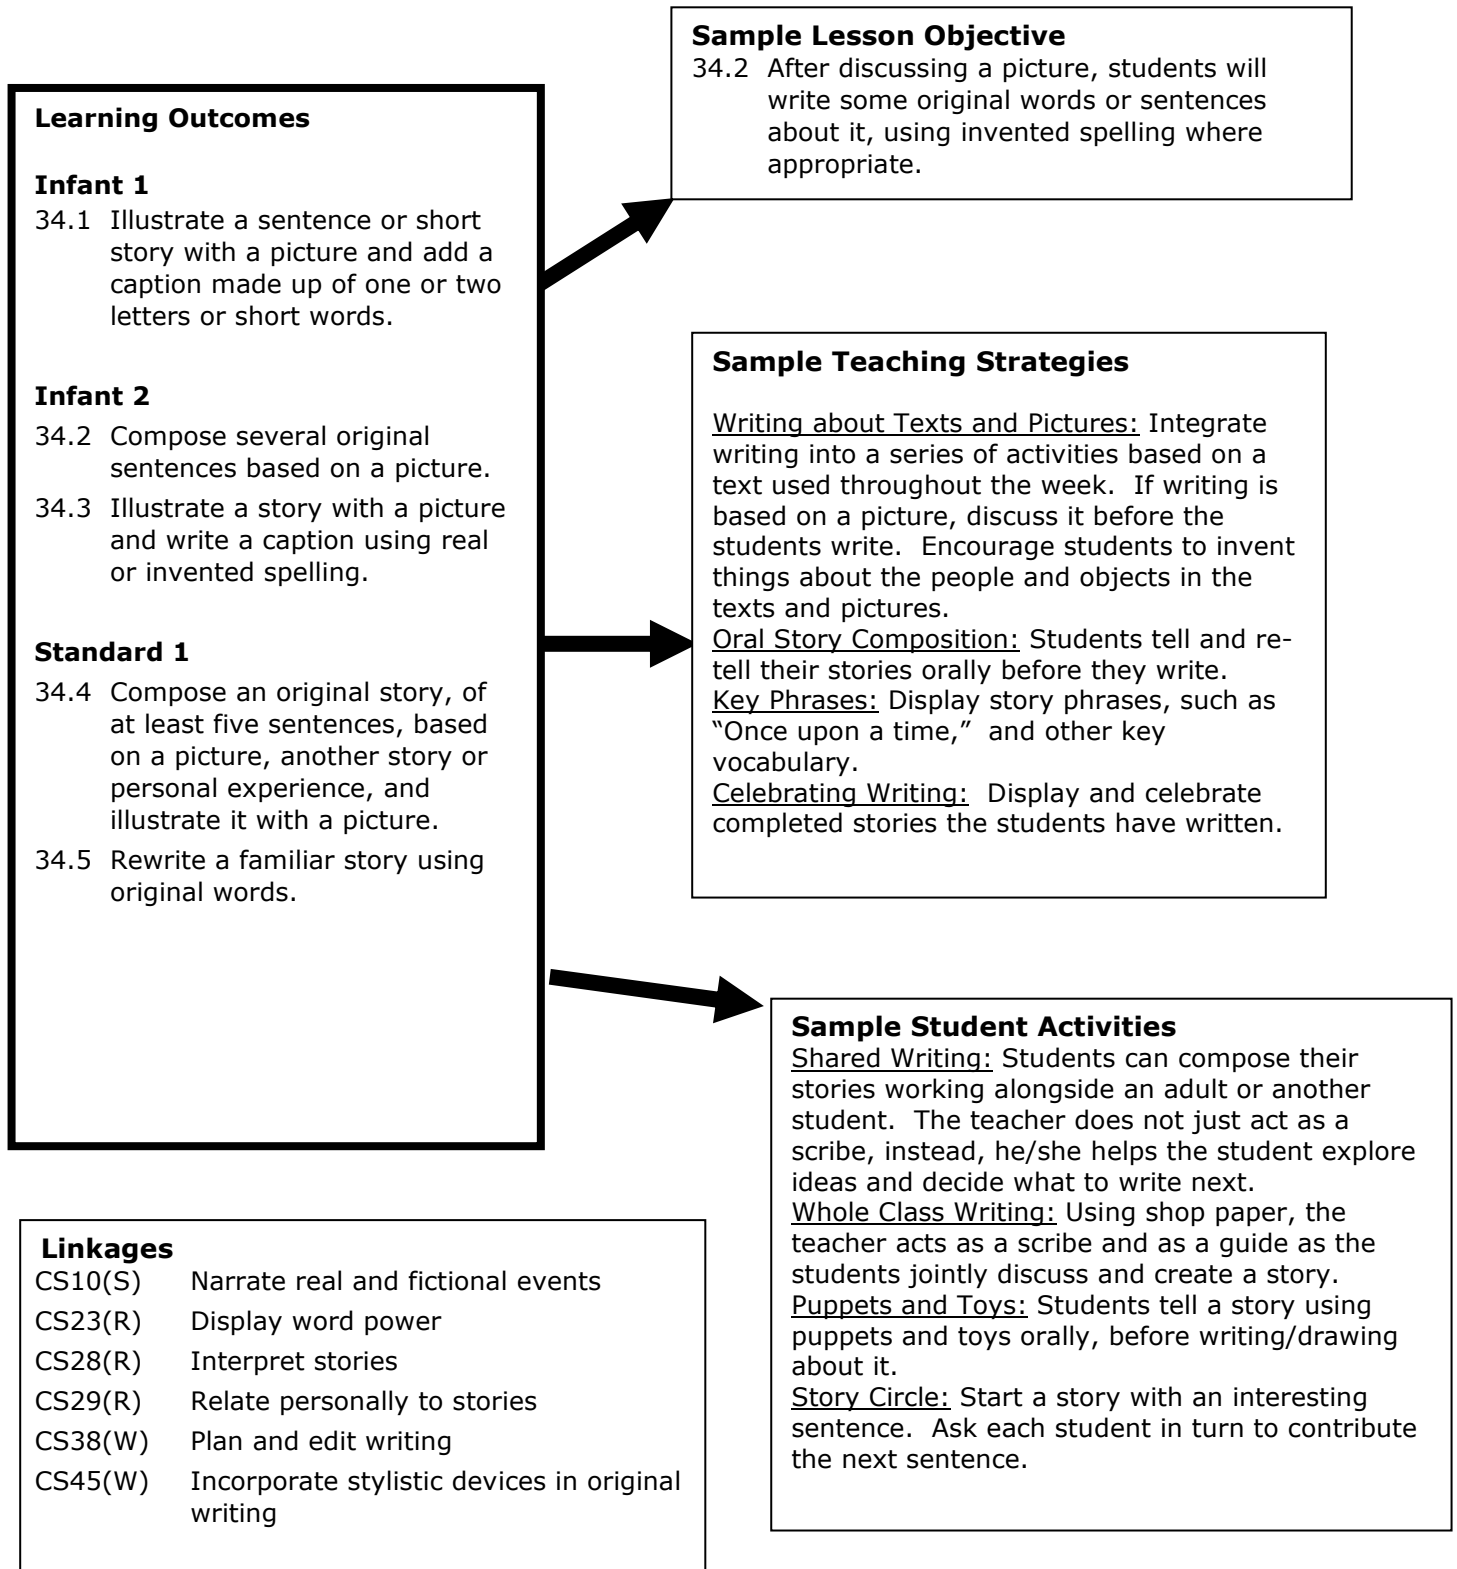 Sample Lesson Objective
34.2 After discussing a picture, students will
write some original words or sentences
about it, using invented spelling where
appropriate.
Learning Outcomes
Infant 1
34.1 Illustrate a sentence or short
story with a picture and add a
caption made up of one or two
letters or short words.
Infant 2
34.2 Compose several original
sentences based on a picture.
34.3 Illustrate a story with a picture
and write a caption using real
or invented spelling.
Standard 1
34.4 Compose an original story, of
at least five sentences, based
on a picture, another story or
personal experience, and
illustrate it with a picture.
34.5 Rewrite a familiar story using
original words.
Sample Teaching Strategies
Writing about Texts and Pictures: Integrate
writing into a series of activities based on a
text used throughout the week. If writing is
based on a picture, discuss it before the
students write. Encourage students to invent
things about the people and objects in the
texts and pictures.
Oral Story Composition: Students tell and re-
tell their stories orally before they write.
Key Phrases: Display story phrases, such as
“Once upon a time,” and other key
vocabulary.
Celebrating Writing: Display and celebrate
completed stories the students have written.
Sample Student Activities
Shared Writing: Students can compose their
stories working alongside an adult or another
student. The teacher does not just act as a
scribe, instead, he/she helps the student explore
ideas and decide what to write next.
Whole Class Writing: Using shop paper, the
teacher acts as a scribe and as a guide as the
students jointly discuss and create a story.
Puppets and Toys: Students tell a story using
puppets and toys orally, before writing/drawing
about it.
Story Circle: Start a story with an interesting
sentence. Ask each student in turn to contribute
the next sentence.
Linkages
CS10(S) Narrate real and fictional events
CS23(R) Display word power
CS28(R) Interpret stories
CS29(R) Relate personally to stories
CS38(W) Plan and edit writing
CS45(W) Incorporate stylistic devices in original
writing